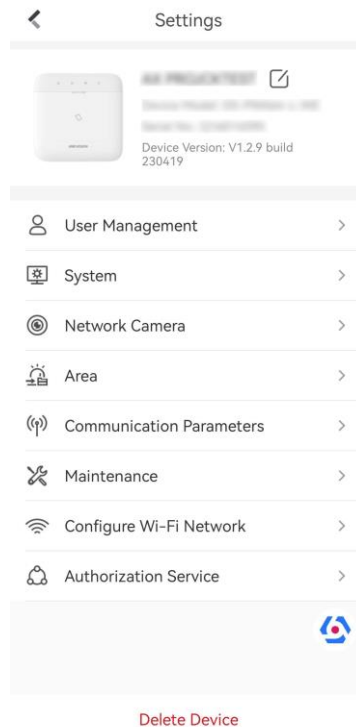 Settings
Device Version: V1.2.9 build
230419
User Management
System
Network Camera
Area
Communication Parameters
Maintenance
Configure Wi-Fi Network
Authorization Service
Delete Device